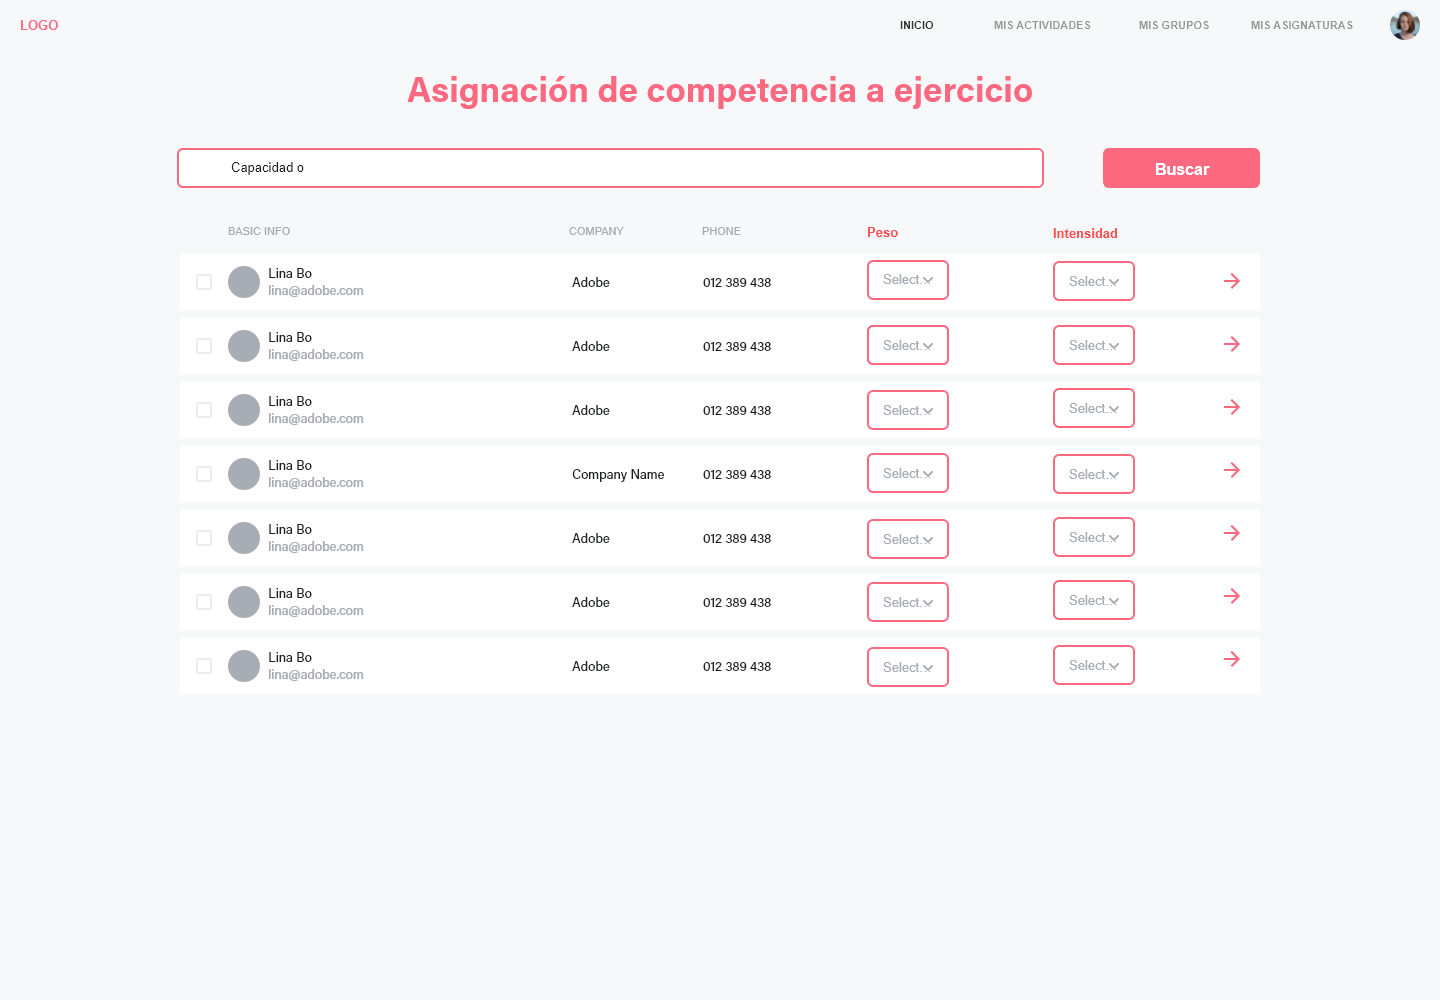 LOGO
INICIO MIS ACTIVIDADES MIS GRUPOS MIS ASIGNATURAS
Asignación de competencia a ejercicio
Capacidad o
Buscar
BASIC INFO COMPANY PHONE Peso Intensidad
Lina Bo
lina@adobe.com
Adobe 012 389 438 Select... Select...
Lina Bo
lina@adobe.com
Adobe 012 389 438 Select... Select...
Lina Bo
lina@adobe.com
Adobe 012 389 438 Select... Select...
Lina Bo
lina@adobe.com
Company Name 012 389 438 Select... Select...
Lina Bo
lina@adobe.com
Adobe 012 389 438 Select... Select...
Lina Bo
lina@adobe.com
Adobe 012 389 438 Select... Select...
Lina Bo
lina@adobe.com
Adobe 012 389 438 Select... Select...